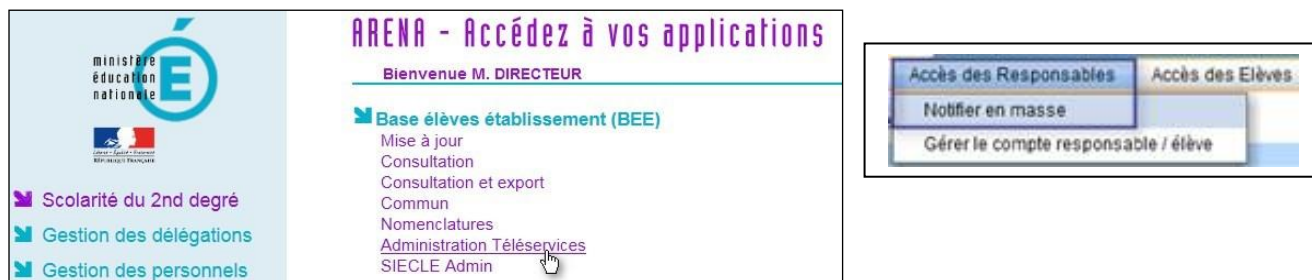 ministère
éducation
nationale
É
RÉPUBLIQUE FRANÇAISE
Scolarité du 2nd degré
Gestion des délégations
Gestion des personnels
ARENA - Accédez à vos applications
Bienvenue M. DIRECTEUR
Base élèves établissement (BEE)
Mise à jour
Consultation
Consultation et export
Commun
Nomenclatures
Administration Téléservices
SIECLE Admin
Accès des Responsables Accès des Elèves
Notifier en masse
Gérer le compte responsable / élève